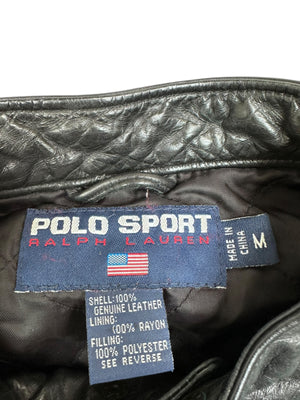 POLO SPORT
RALPH LAUREN
MADE IN
CHINA
M
SHELL:100%
GENUINE LEATHER
LINING:
100% RAYON
FILLING:
100% POLYESTER
SEE REVERSE